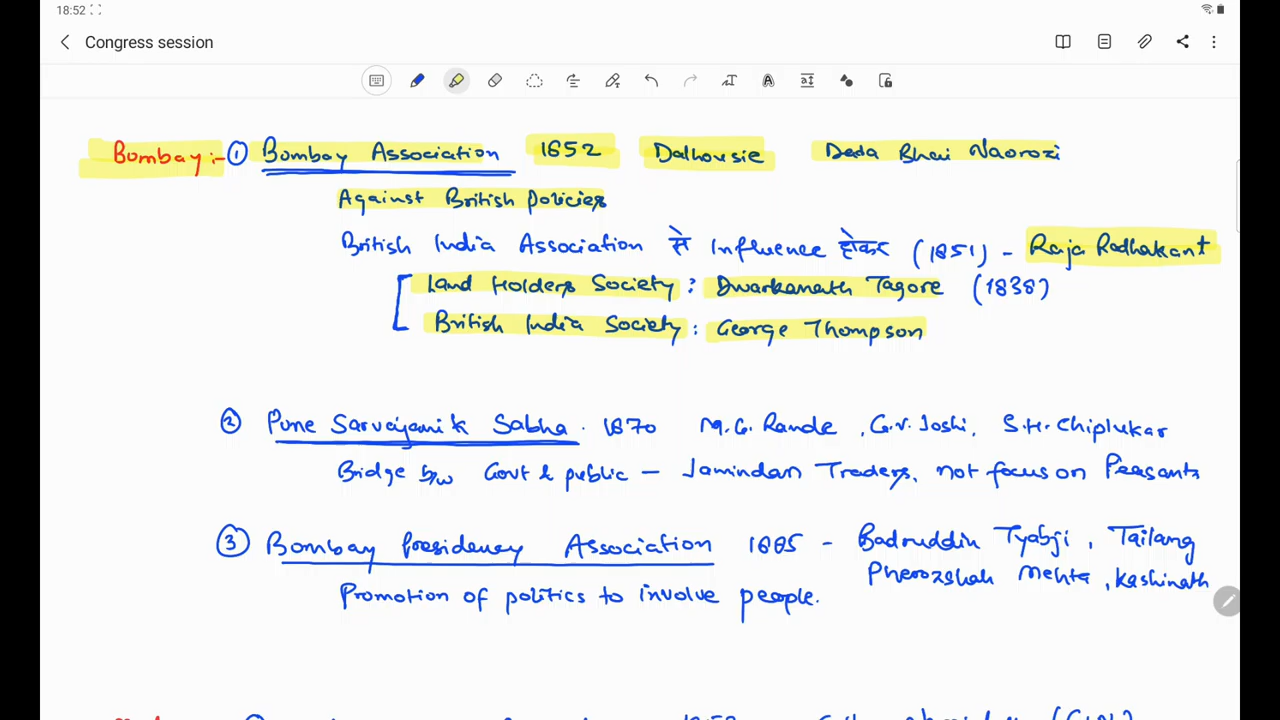 18:52
Congress session
Bombay :- ① Bombay Association 1852 Dalhousie Dada Bhai Naorozi
Against British policies
British India Association से Influence होकर (1851) - Raja Radhakant
Land Holders Society : Dwarkanath Tagore (1838)
British India Society : George Thompson
② Pune Sarvajanik Sabha . 1870 M.G. Rande , G.V. Joshi, S.H. Chiplukar
Bridge b/w Govt & public - Jamindar Traders, not focus on Peasants
③ Bombay Presidency Association 1885 - Badruddin Tyabji , Tailang
Pherozshah Mehta , Kashinath
Promotion of politics to involve people.